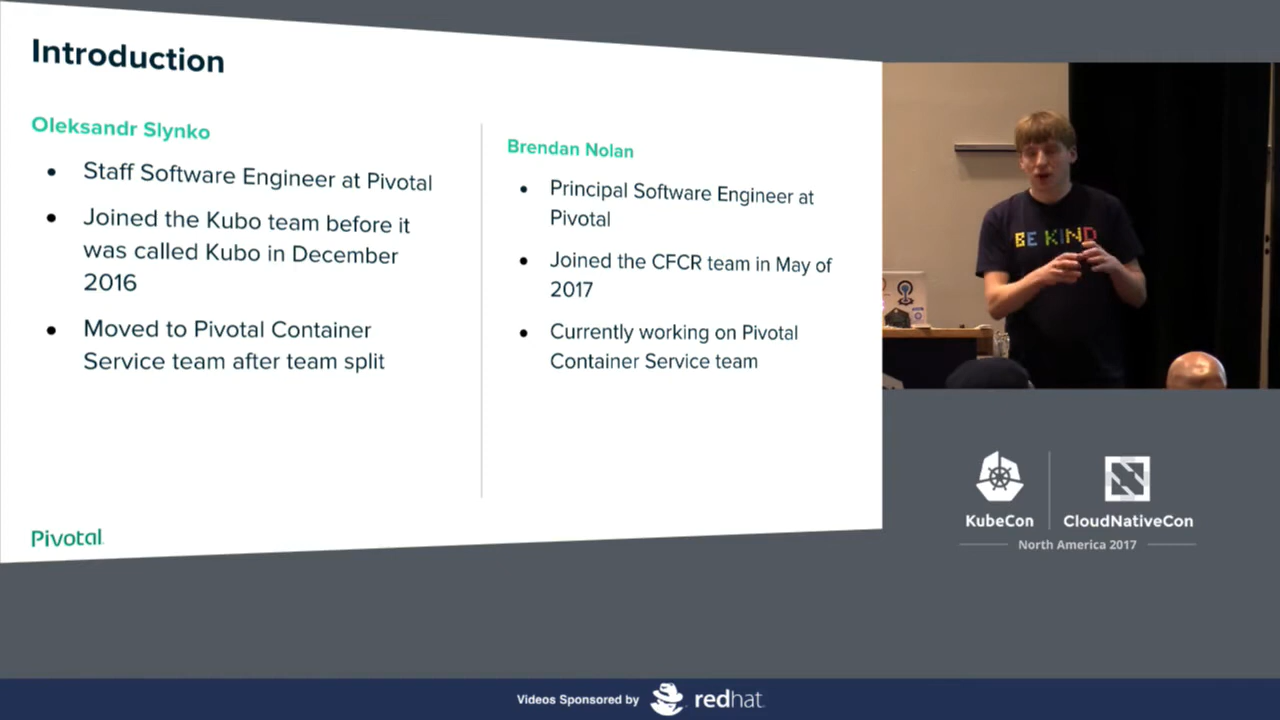 Introduction
Oleksandr Slynko
• Staff Software Engineer at Pivotal
• Joined the Kubo team before it
was called Kubo in December
2016
• Moved to Pivotal Container
Service team after team split
Brendan Nolan
• Principal Software Engineer at
Pivotal
• Joined the CFCR team in May of
2017
• Currently working on Pivotal
Container Service team
Pivotal
BE KIND
KubeCon
CloudNativeCon
North America 2017
Videos Sponsored by
redhat